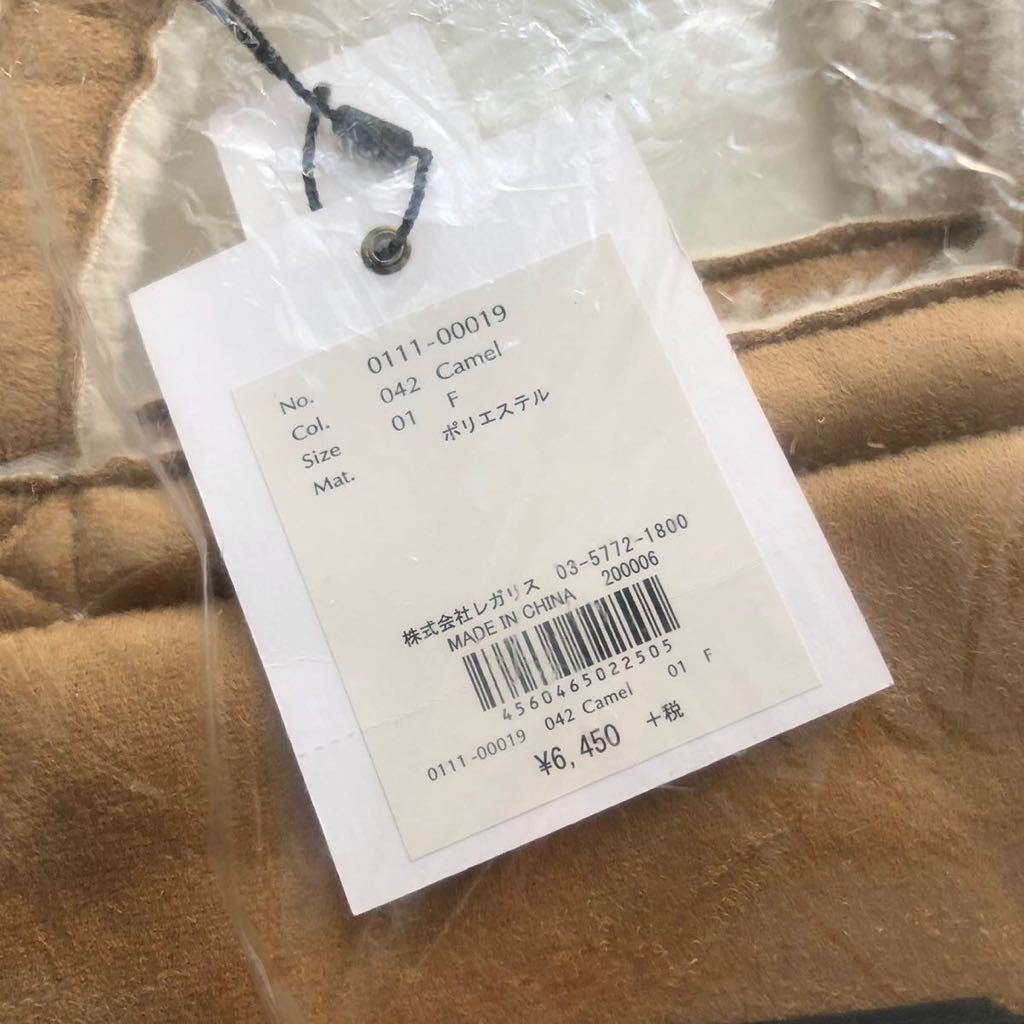 No. 0111-00019
Col. 042 Camel
Size 01 F
Mat. ポリエステル
株式会社レガリス 03-5772-1800
MADE IN CHINA 200006
4560465022505
0111-00019 042 Camel 01 F
¥6,450 +税